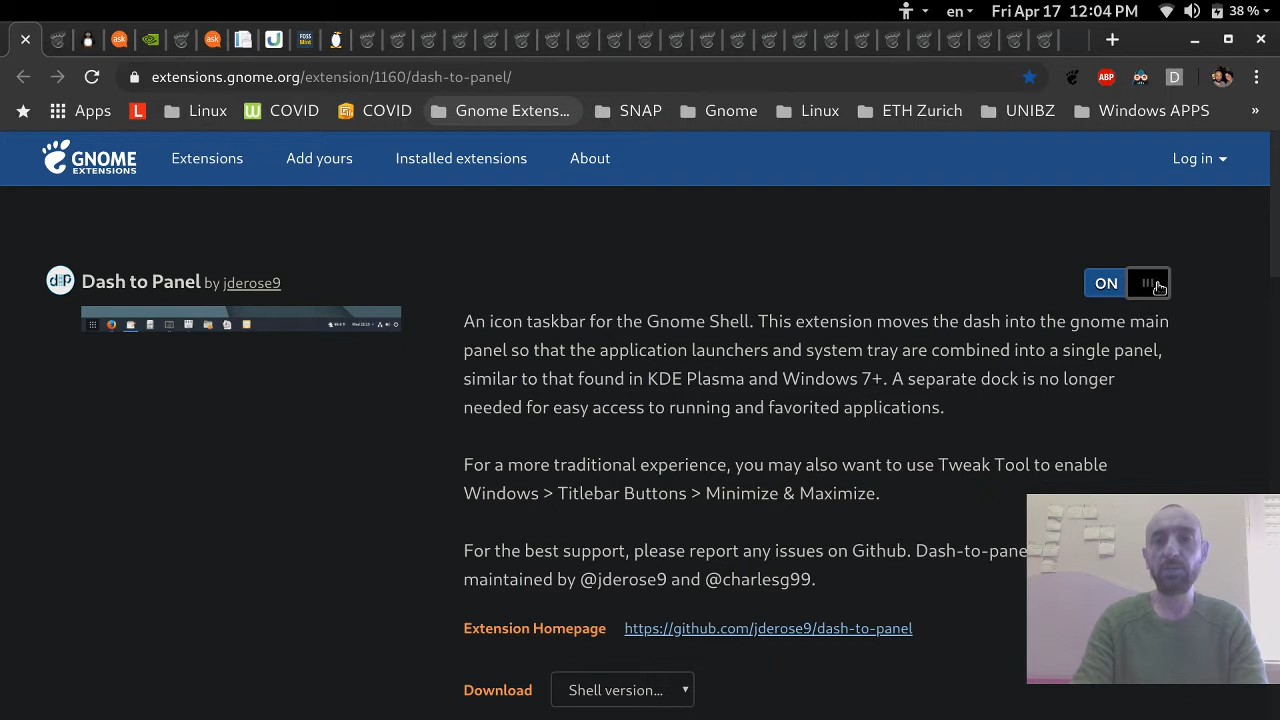 en Fri Apr 17 12:04 PM 38 %
extensions.gnome.org/extension/1160/dash-to-panel/
ABP D
Apps Linux COVID COVID Gnome Extens... SNAP Gnome Linux ETH Zurich UNIBZ Windows APPS »
GNOME EXTENSIONS Extensions Add yours Installed extensions About Log in
Dash to Panel by jderose9
ON
An icon taskbar for the Gnome Shell. This extension moves the dash into the gnome main
panel so that the application launchers and system tray are combined into a single panel,
similar to that found in KDE Plasma and Windows 7+. A separate dock is no longer
needed for easy access to running and favorited applications.
For a more traditional experience, you may also want to use Tweak Tool to enable
Windows > Titlebar Buttons > Minimize & Maximize.
For the best support, please report any issues on Github. Dash-to-pane
maintained by @jderose9 and @charlesg99.
Extension Homepage https://github.com/jderose9/dash-to-panel
Download Shell version...